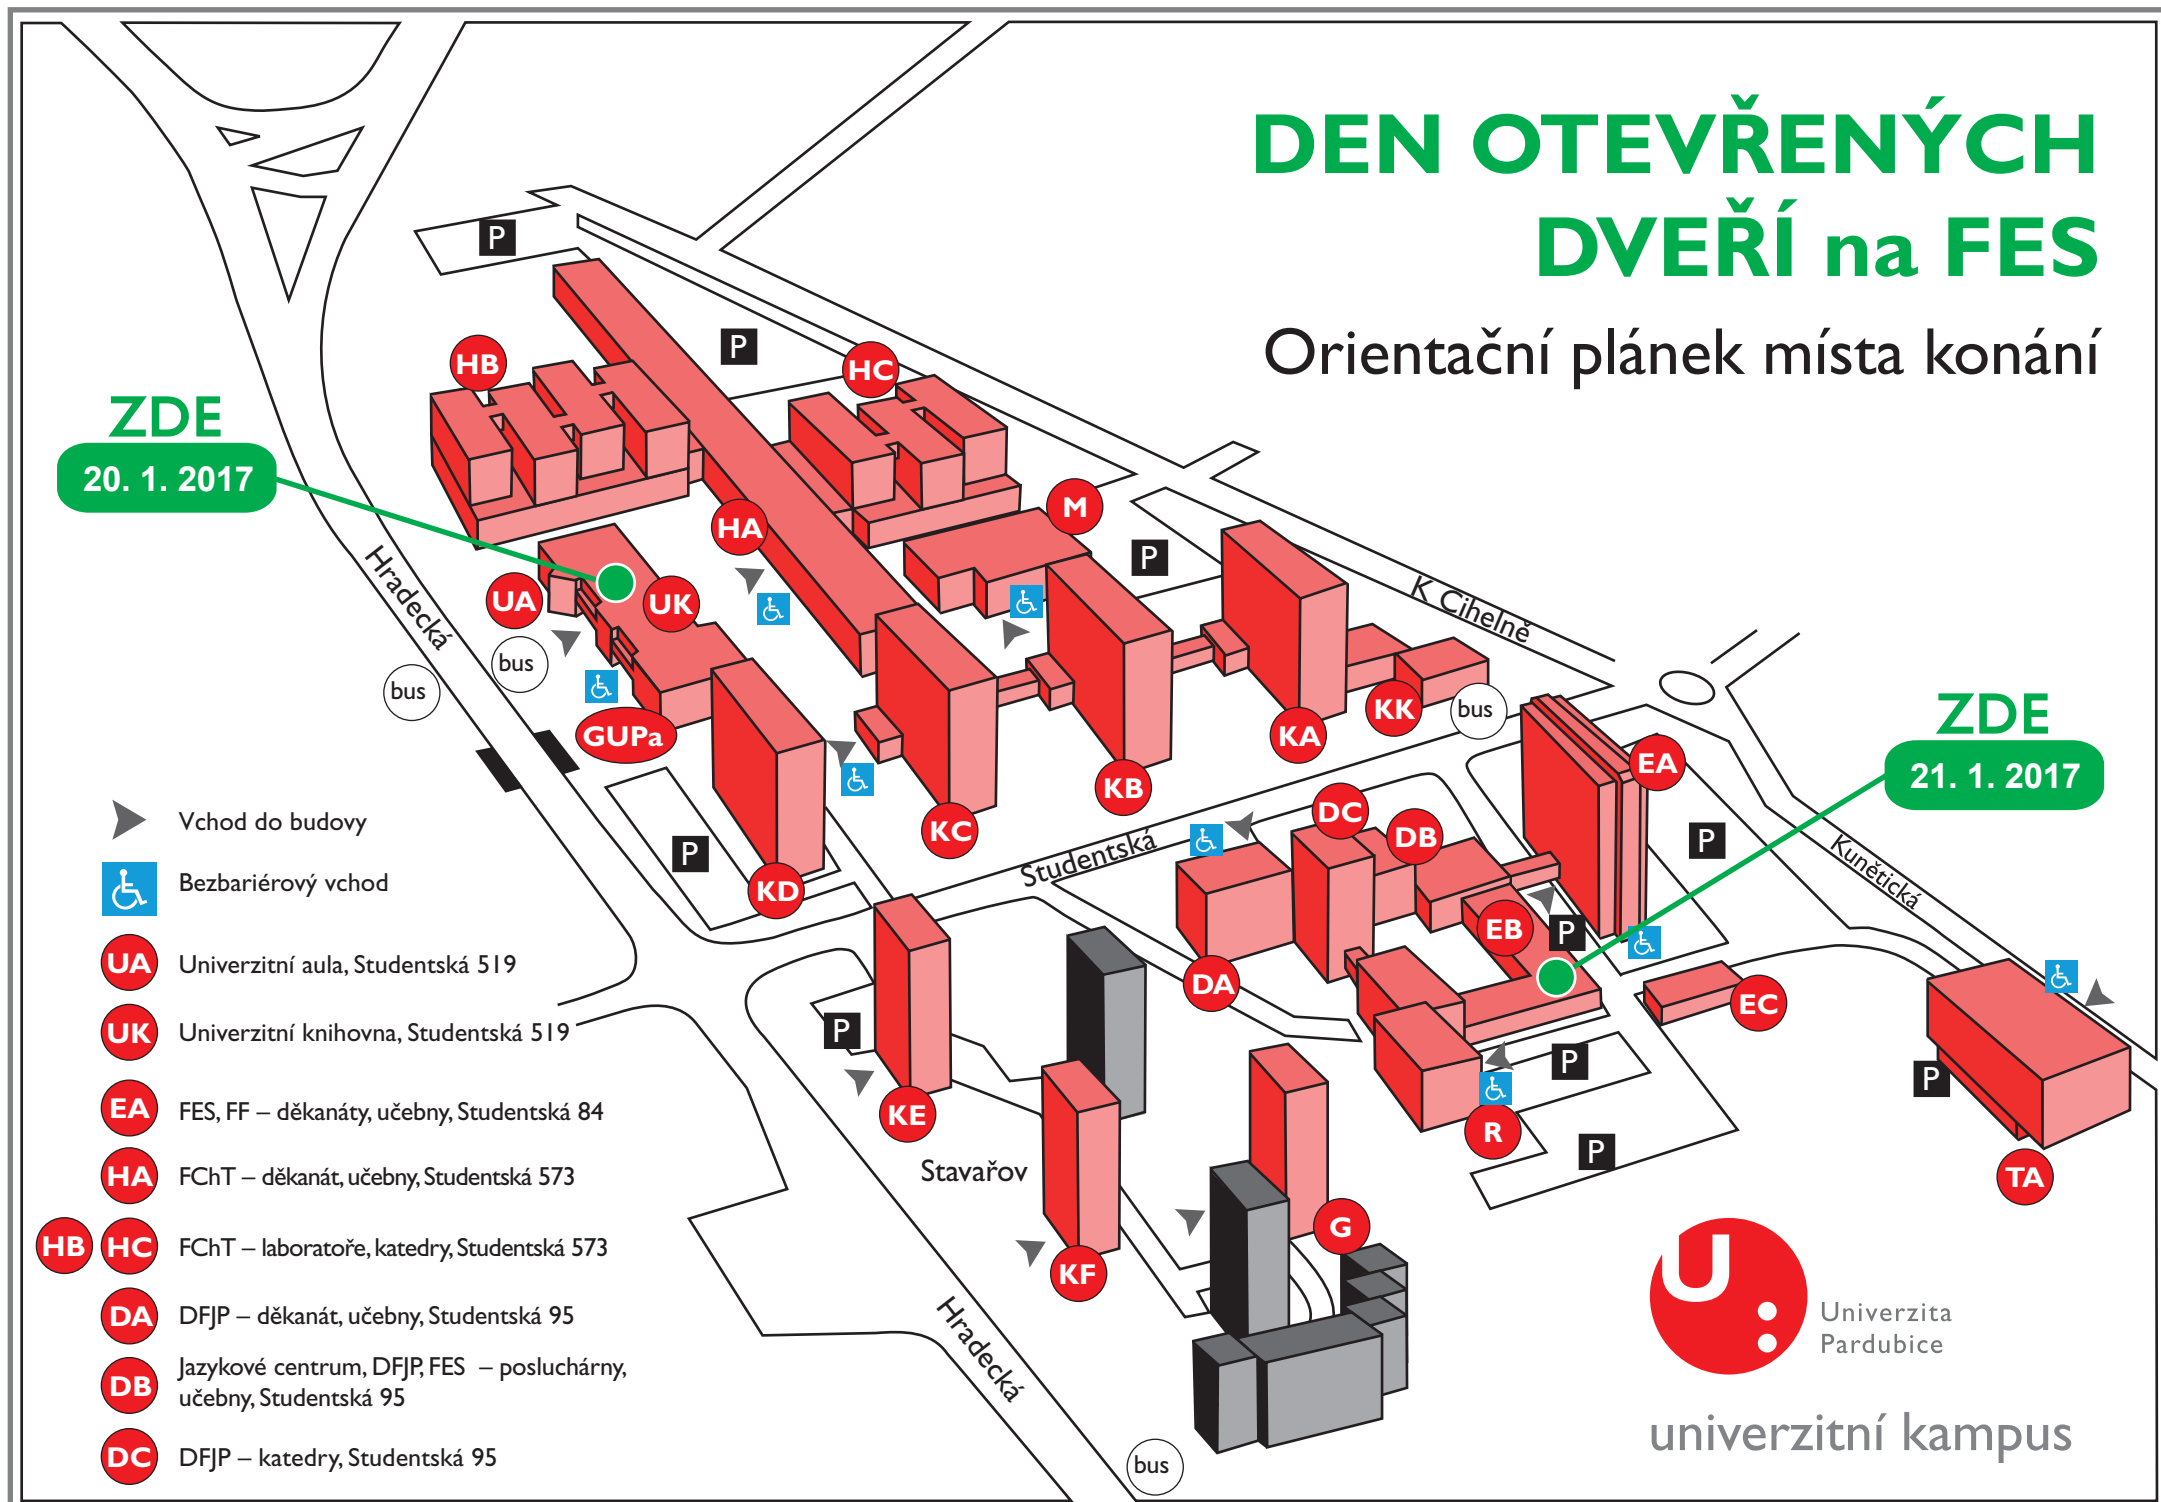 DEN OTEVŘENÝCH
DVEŘÍ na FES
Orientační plánek místa konání
P
P
HB
HC
ZDE
20. 1. 2017
HA
M
P
UA
UK
Hradecká
bus
bus
GUPa
K Cihelně
KA
KK
bus
KB
KC
KD
P
EA
ZDE
21. 1. 2017
P
Kunětická
Studentská
DC
DB
EB
P
DA
EC
P
P
P
P
TA
R
KE
Stavařov
KF
G
Hradecká
bus
Vchod do budovy
Bezbariérový vchod
UA Univerzitní aula, Studentská 519
UK Univerzitní knihovna, Studentská 519
EA FES, FF – děkanáty, učebny, Studentská 84
HA FChT – děkanát, učebny, Studentská 573
HB HC FChT – laboratoře, katedry, Studentská 573
DA DFJP – děkanát, učebny, Studentská 95
DB Jazykové centrum, DFJP, FES – posluchárny,
učebny, Studentská 95
DC DFJP – katedry, Studentská 95
U:
Univerzita
Pardubice
univerzitní kampus